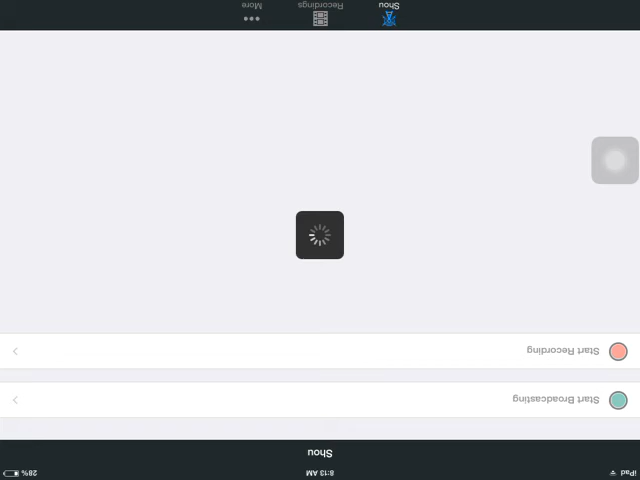 iPad 8:13 AM 28%
Shou
Start Broadcasting
Start Recording
Shou Recordings More